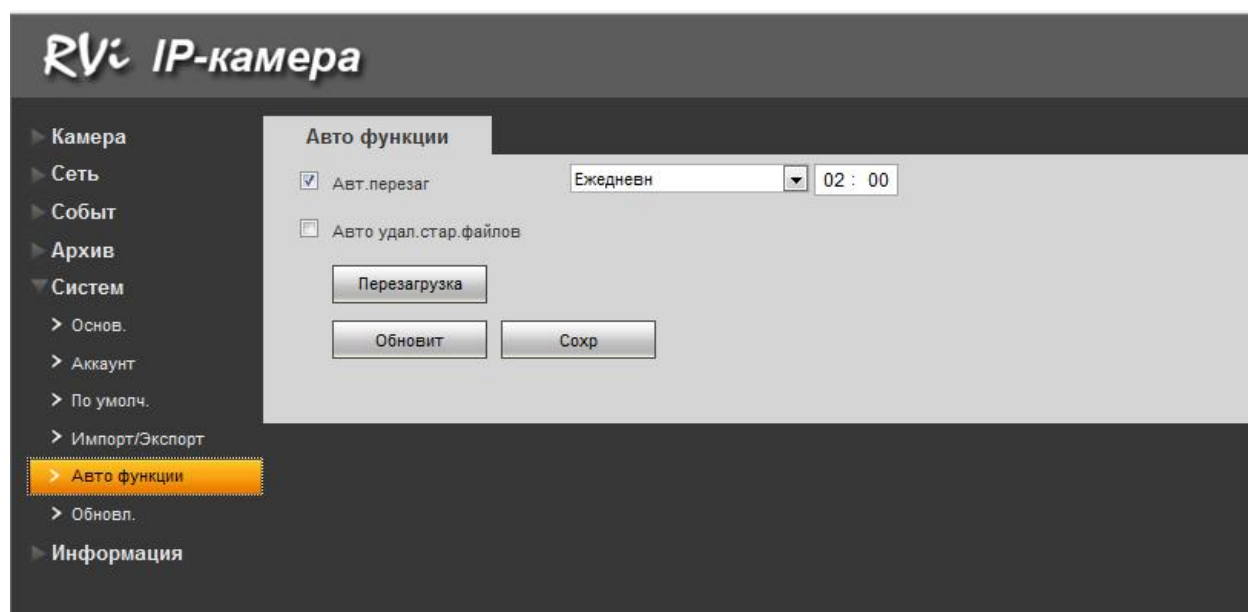 RVi IP-камера
Камера
Сеть
Событ
Архив
Систем
Основ.
Аккаунт
По умолч.
Импорт/Экспорт
Авто функции
Обновл.
Информация
Авто функции
Авт.перезаг Ежедневн 02 : 00
Авто удал.стар.файлов
Перезагрузка
Обновит Сохр